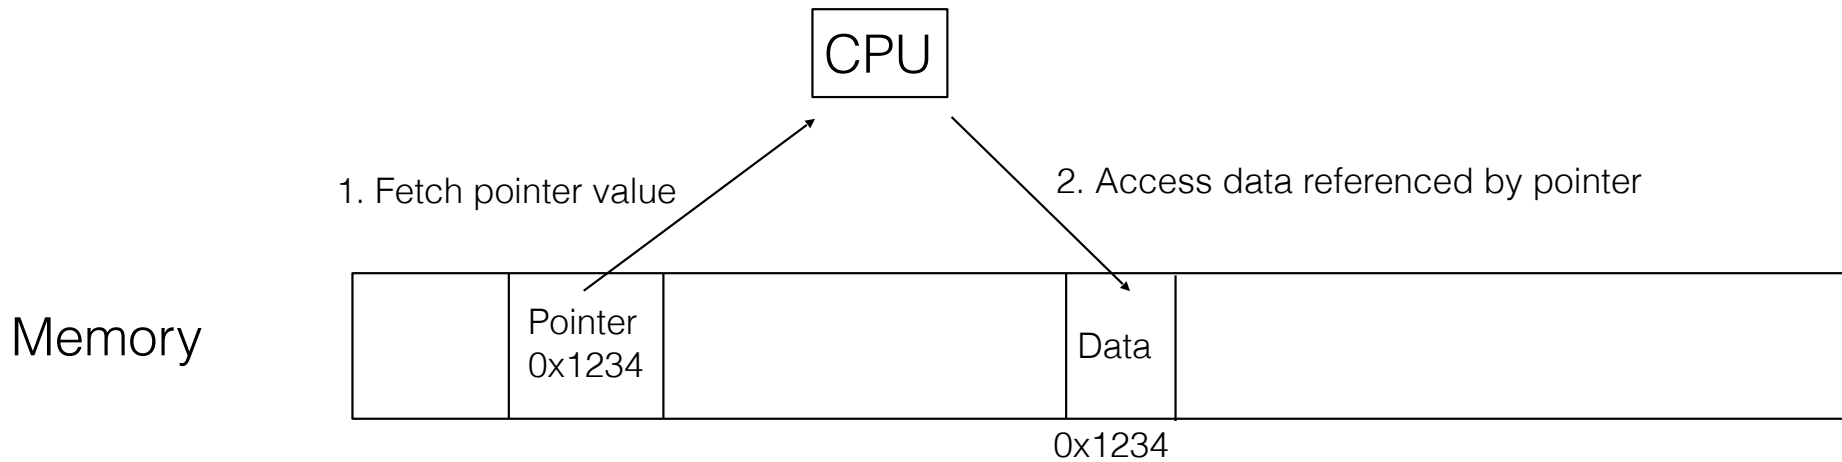 CPU
1. Fetch pointer value
2. Access data referenced by pointer
Memory
Pointer
0x1234
Data
0x1234